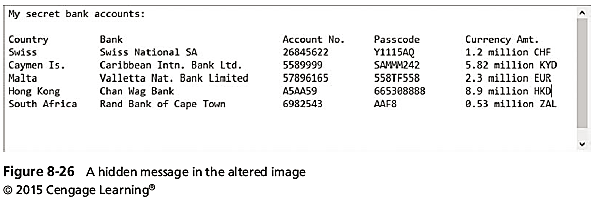 My secret bank accounts:
Country Bank Account No. Passcode Currency Amt.
Swiss Swiss National SA 26845622 Y1115AQ 1.2 million CHF
Caymen Is. Caribbean Intn. Bank Ltd. 5589999 SAMMM242 5.82 million KYD
Malta Valletta Nat. Bank Limited 57896165 558TF558 2.3 million EUR
Hong Kong Chan Wag Bank A5AA59 665308888 8.9 million HKD
South Africa Rand Bank of Cape Town 6982543 AAF8 0.53 million ZAL
Figure 8-26 A hidden message in the altered image
© 2015 Cengage Learning®